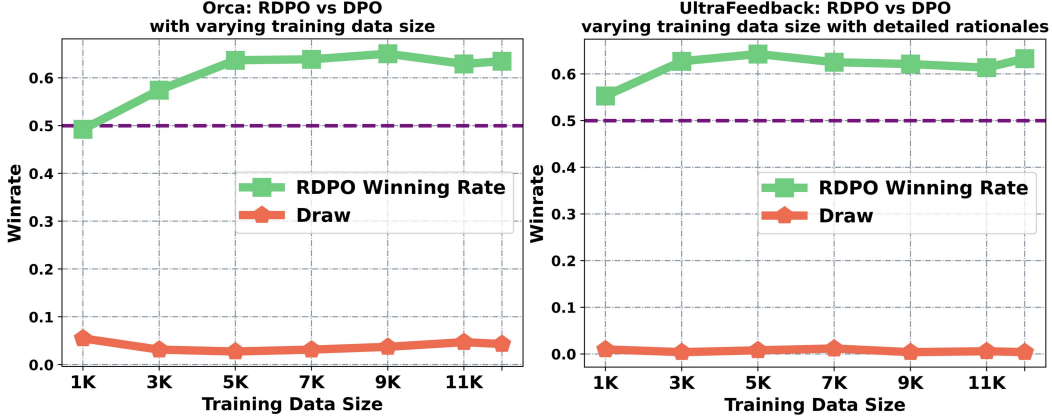 Orca: RDPO vs DPO
with varying training data size
0.6
0.5
0.4
0.3
0.2
0.1
0.0
Winrate
RDPO Winning Rate
Draw
1K 3K 5K 7K 9K 11K
Training Data Size
UltraFeedback: RDPO vs DPO
varying training data size with detailed rationales
0.6
0.5
0.4
0.3
0.2
0.1
0.0
Winrate
RDPO Winning Rate
Draw
1K 3K 5K 7K 9K 11K
Training Data Size